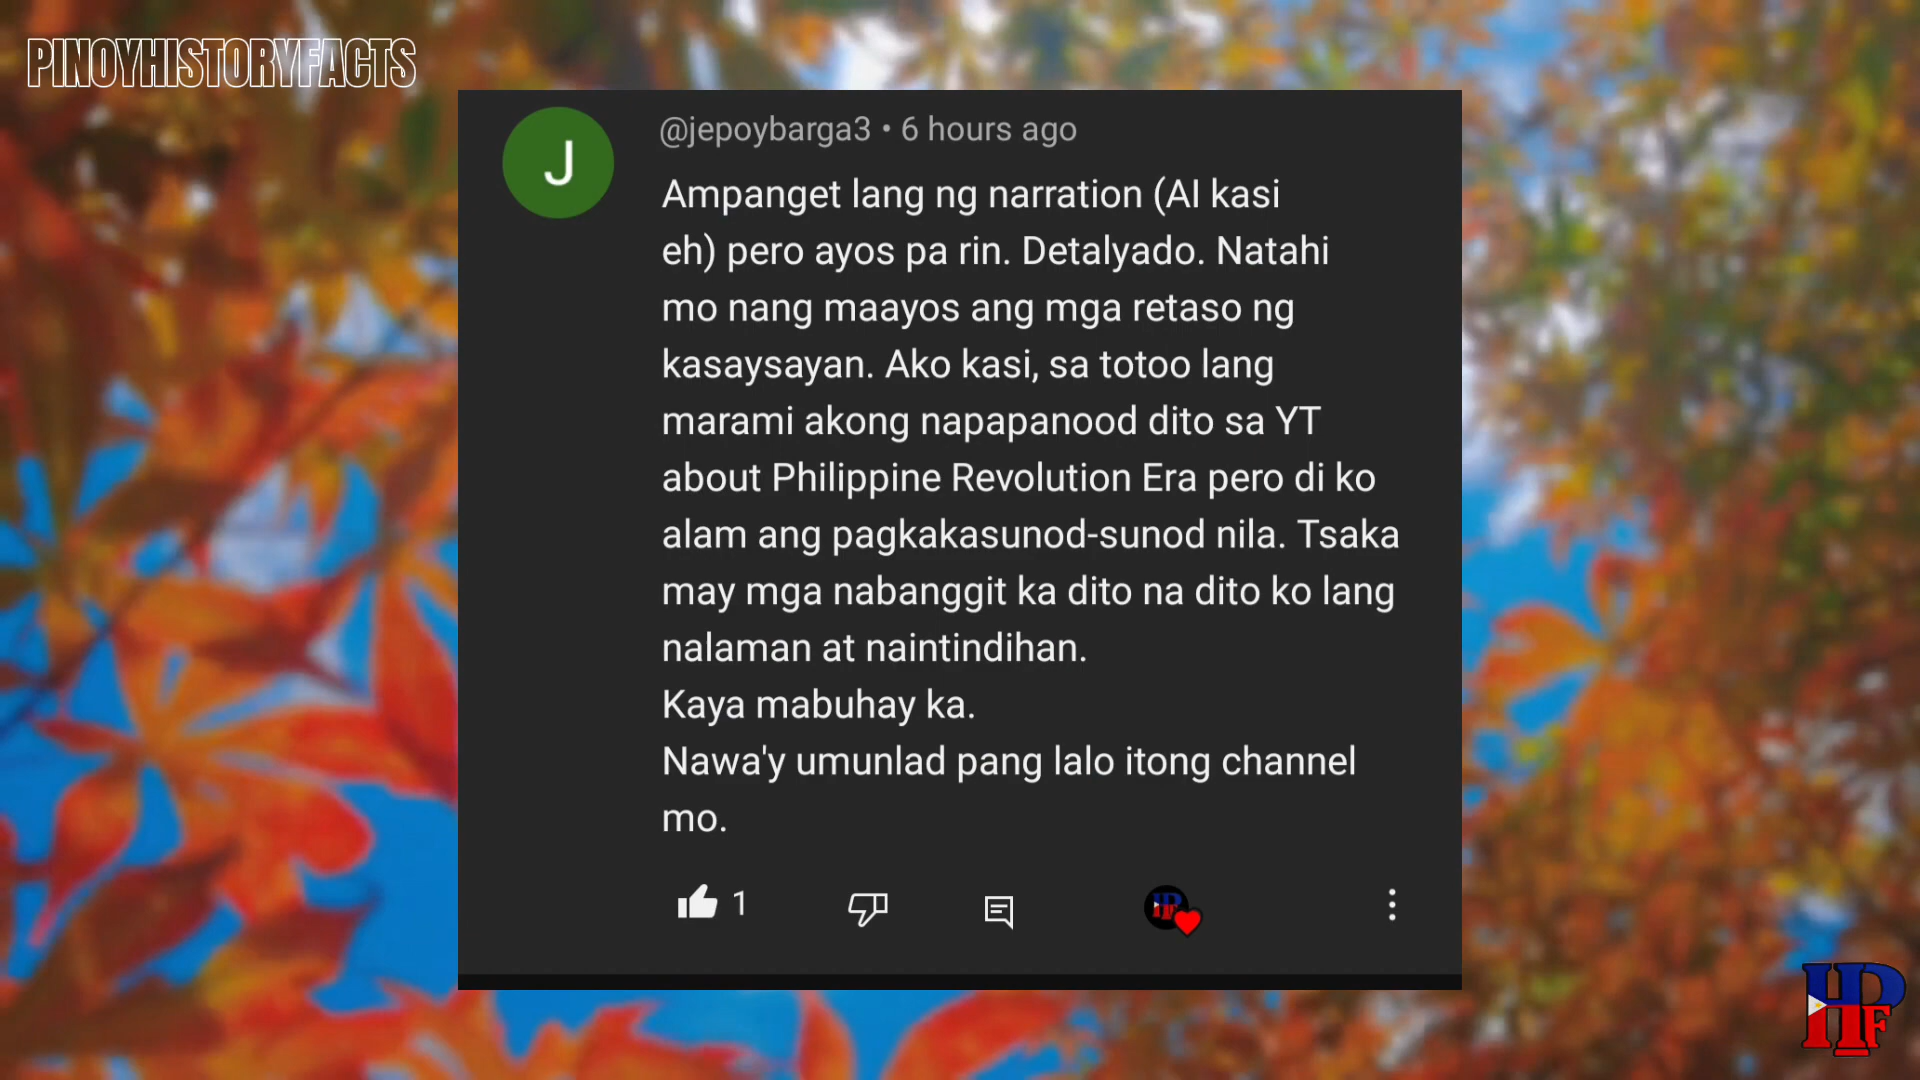 PINOYHISTORYFACTS
J
@jepoybarga3 • 6 hours ago
Ampanget lang ng narration (AI kasi
eh) pero ayos pa rin. Detalyado. Natahi
mo nang maayos ang mga retaso ng
kasaysayan. Ako kasi, sa totoo lang
marami akong napapanood dito sa YT
about Philippine Revolution Era pero di ko
alam ang pagkakasunod-sunod nila. Tsaka
may mga nabanggit ka dito na dito ko lang
nalaman at naintindihan.
Kaya mabuhay ka.
Nawa'y umunlad pang lalo itong channel
mo.
1
HPF
HPF